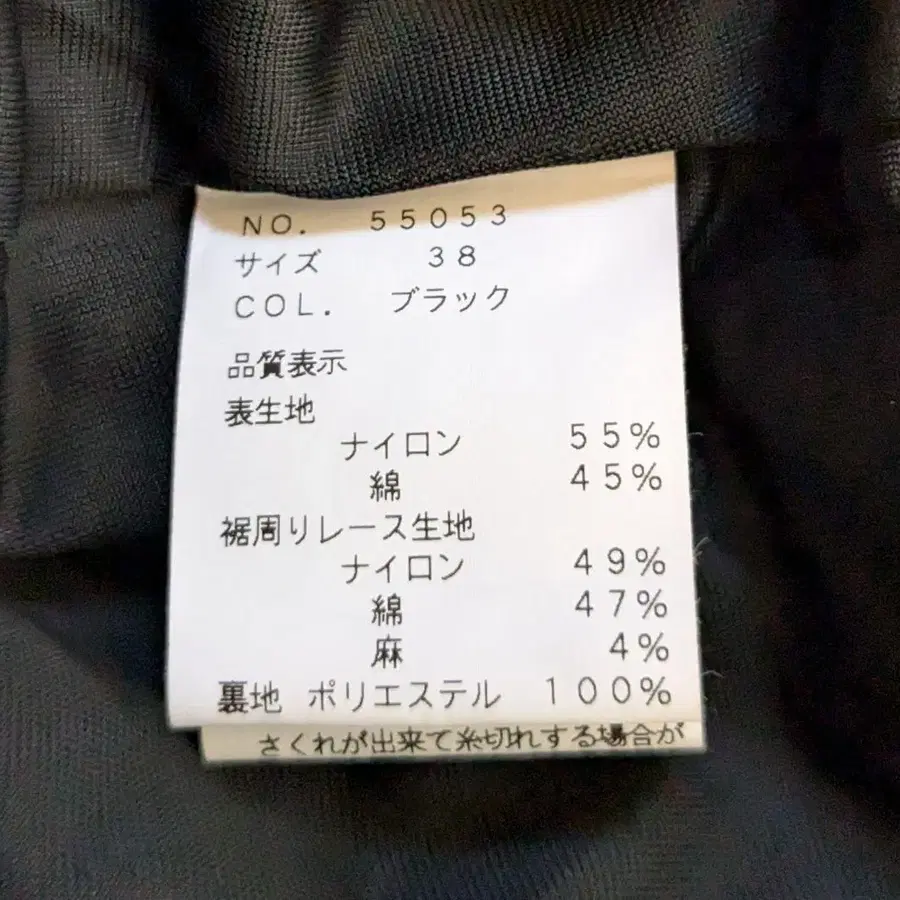 NO. 55053
サイズ 38
COL. ブラック
品質表示
表生地
ナイロン 55%
綿 45%
裾周りレース生地
ナイロン 49%
綿 47%
麻 4%
裏地 ポリエステル 100%
さくれが出来て糸切れする場合が